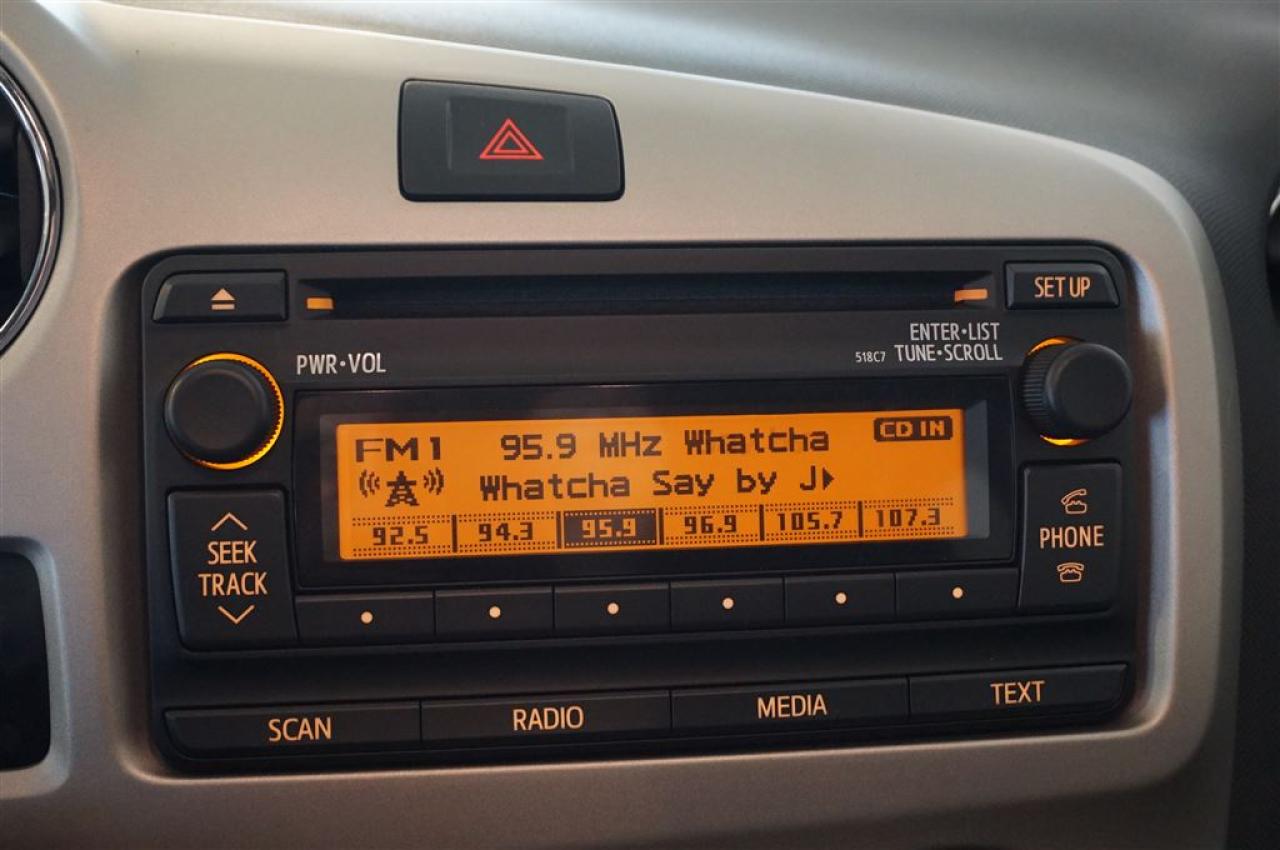 SET UP
PWR•VOL
ENTER•LIST
518C7 TUNE•SCROLL
FM1 95.9 MHz Whatcha CD IN
Whatcha Say by J
92.5 94.3 95.9 96.9 105.7 107.3
SEEK
TRACK
PHONE
SCAN RADIO MEDIA TEXT